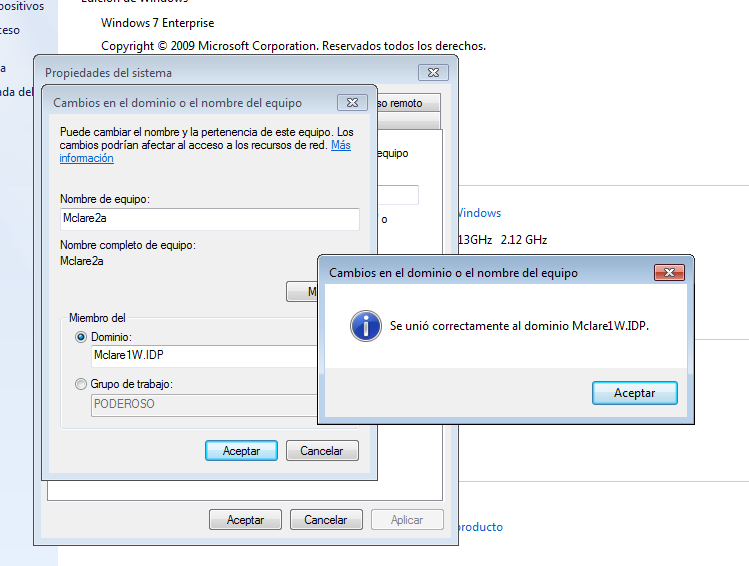 Edición de Windows
positivos
Windows 7 Enterprise
ceso
Copyright © 2009 Microsoft Corporation. Reservados todos los derechos.
a
ada del
Propiedades del sistema
so remoto
equipo
o
Cambios en el dominio o el nombre del equipo
Puede cambiar el nombre y la pertenencia de este equipo. Los
cambios podrían afectar al acceso a los recursos de red. Más
información
Nombre de equipo:
Mclare2a
Nombre completo de equipo:
Mclare2a
M
Miembro del
Dominio:
Mclare1W.IDP
Grupo de trabajo:
PODEROSO
Aceptar
Cancelar
Windows
13GHz 2.12 GHz
Cambios en el dominio o el nombre del equipo
Se unió correctamente al dominio Mclare1W.IDP.
Aceptar
Aceptar
Cancelar
Aplicar
producto